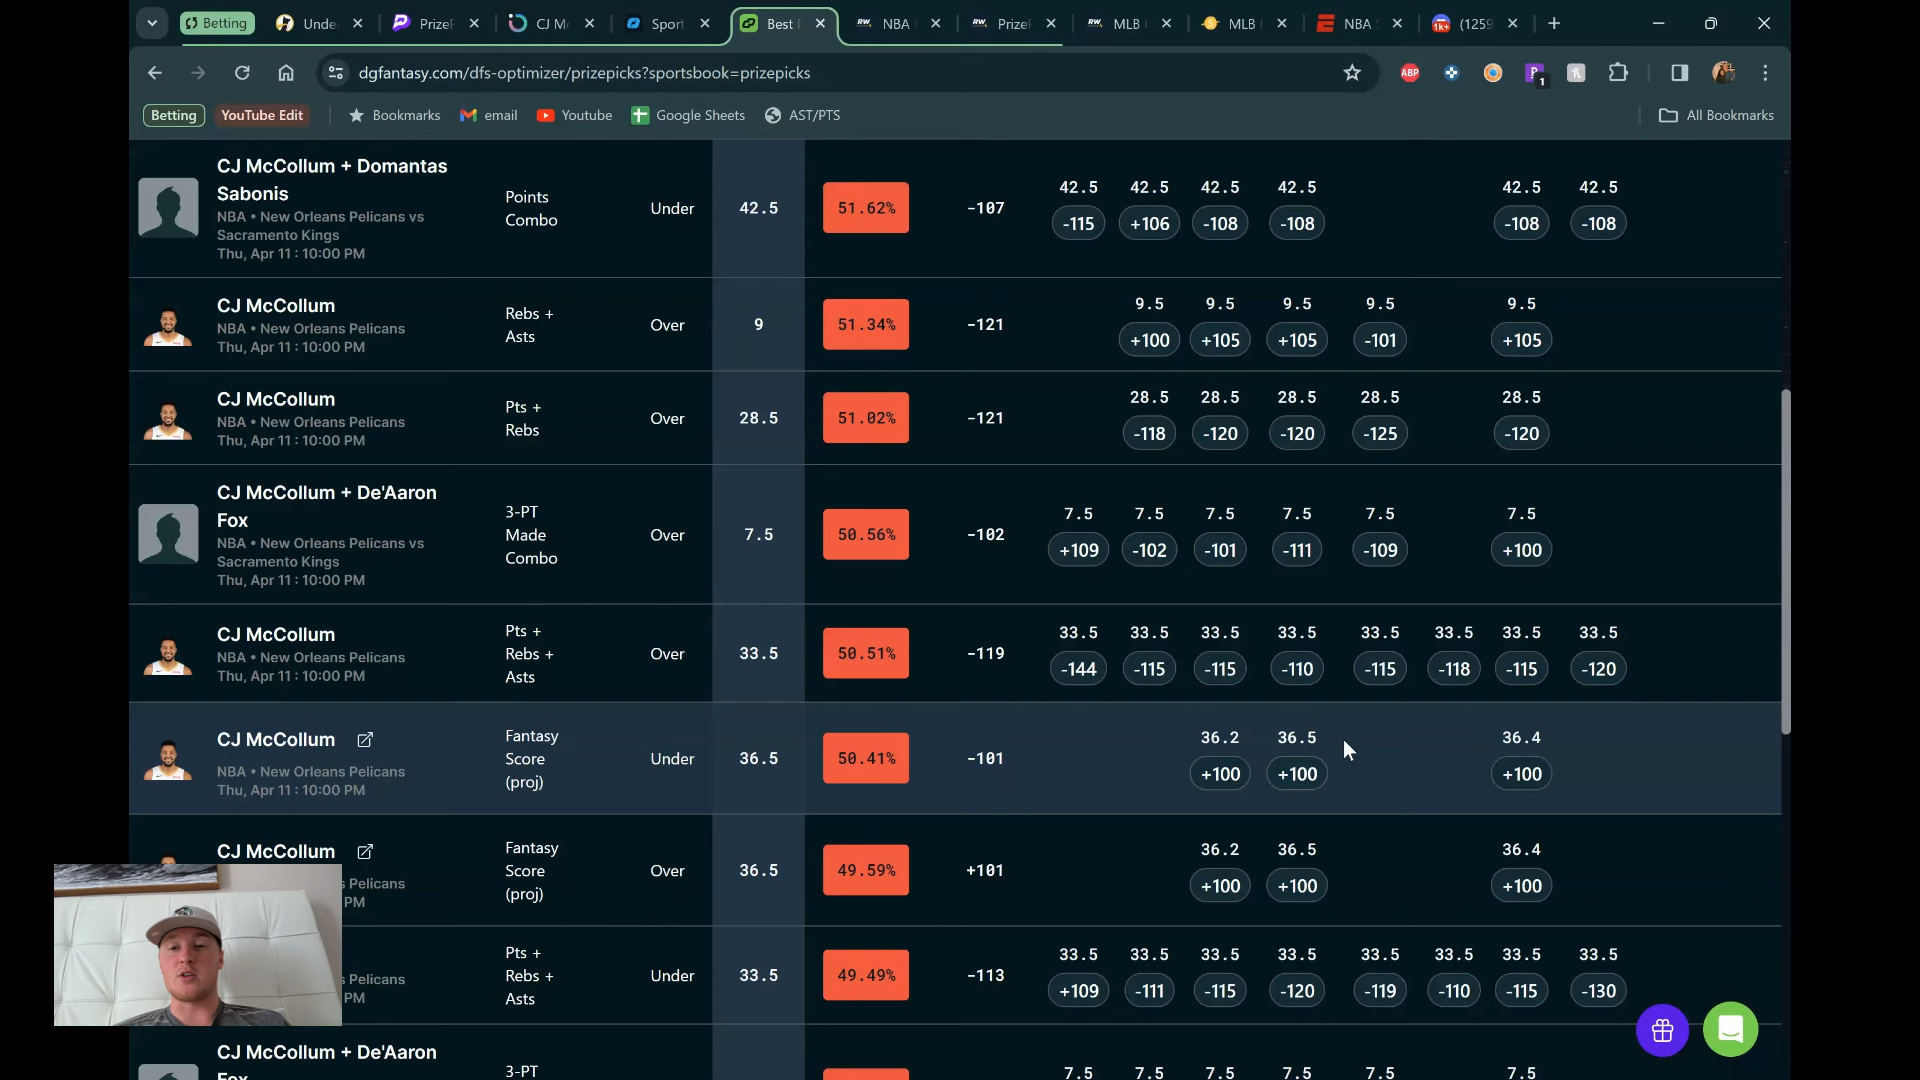 Betting
Unde
PrizeP
CJ Mc
Sport
Best P
NBA
PrizeP
MLB
MLB
NBA
(1259
dgfantasy.com/dfs-optimizer/prizepicks?sportsbook=prizepicks
ABP
1
Betting
YouTube Edit
Bookmarks
email
Youtube
Google Sheets
AST/PTS
All Bookmarks
CJ McCollum + Domantas
Sabonis
NBA • New Orleans Pelicans vs
Sacramento Kings
Thu, Apr 11 : 10:00 PM
Points
Combo
Under
42.5
51.62%
-107
42.5 42.5 42.5 42.5 42.5 42.5
-115 +106 -108 -108 -108 -108
CJ McCollum
NBA • New Orleans Pelicans
Thu, Apr 11 : 10:00 PM
Rebs +
Asts
Over
9
51.34%
-121
9.5 9.5 9.5 9.5 9.5
+100 +105 +105 -101 +105
CJ McCollum
NBA • New Orleans Pelicans
Thu, Apr 11 : 10:00 PM
Pts +
Rebs
Over
28.5
51.02%
-121
28.5 28.5 28.5 28.5 28.5
-118 -120 -120 -125 -120
CJ McCollum + De'Aaron
Fox
NBA • New Orleans Pelicans vs
Sacramento Kings
Thu, Apr 11 : 10:00 PM
3-PT
Made
Combo
Over
7.5
50.56%
-102
7.5 7.5 7.5 7.5 7.5 7.5
+109 -102 -101 -111 -109 +100
CJ McCollum
NBA • New Orleans Pelicans
Thu, Apr 11 : 10:00 PM
Pts +
Rebs +
Asts
Over
33.5
50.51%
-119
33.5 33.5 33.5 33.5 33.5 33.5 33.5 33.5
-144 -115 -115 -110 -115 -118 -115 -120
CJ McCollum
NBA • New Orleans Pelicans
Thu, Apr 11 : 10:00 PM
Fantasy
Score
(proj)
Under
36.5
50.41%
-101
36.2 36.5 36.4
+100 +100 +100
CJ McCollum
s Pelicans
PM
Fantasy
Score
(proj)
Over
36.5
49.59%
+101
36.2 36.5 36.4
+100 +100 +100
s Pelicans
PM
Pts +
Rebs +
Asts
Under
33.5
49.49%
-113
33.5 33.5 33.5 33.5 33.5 33.5 33.5 33.5
+109 -111 -115 -120 -119 -110 -115 -130
CJ McCollum + De'Aaron
Fox
3-PT
7.5 7.5 7.5 7.5 7.5 7.5